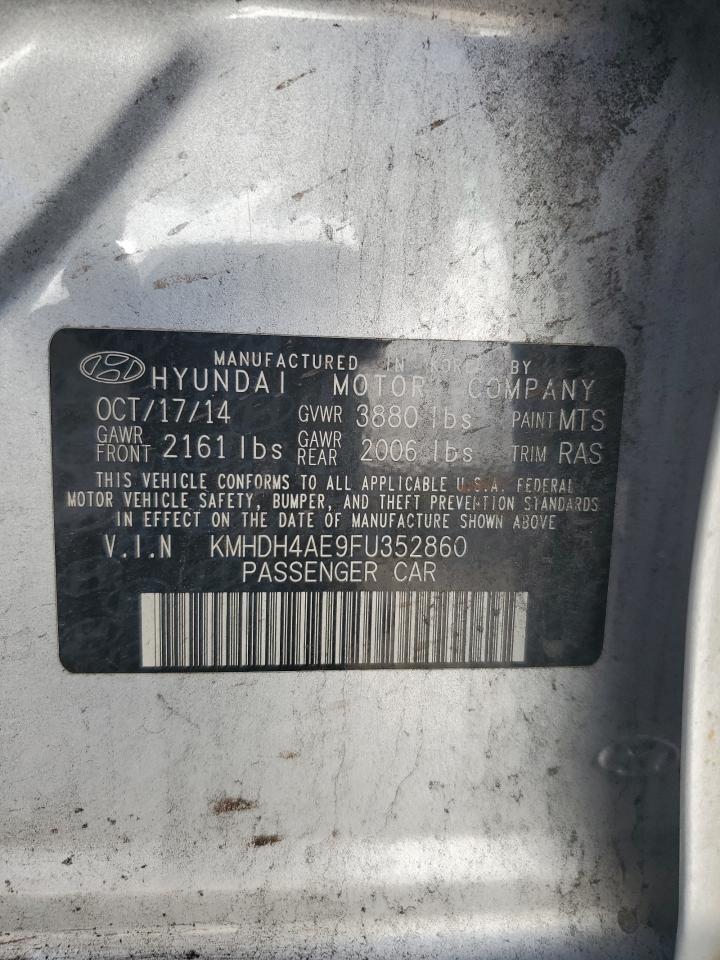 MANUFACTURED IN KOREA BY
HYUNDAI MOTOR COMPANY
OCT/17/14 GVWR 3880 lbs PAINT MTS
GAWR FRONT 2161 lbs GAWR REAR 2006 lbs TRIM RAS
THIS VEHICLE CONFORMS TO ALL APPLICABLE U.S.A. FEDERAL
MOTOR VEHICLE SAFETY, BUMPER, AND THEFT PREVENTION STANDARDS
IN EFFECT ON THE DATE OF MANUFACTURE SHOWN ABOVE.
V.I.N KMHDH4AE9FU352860
PASSENGER CAR